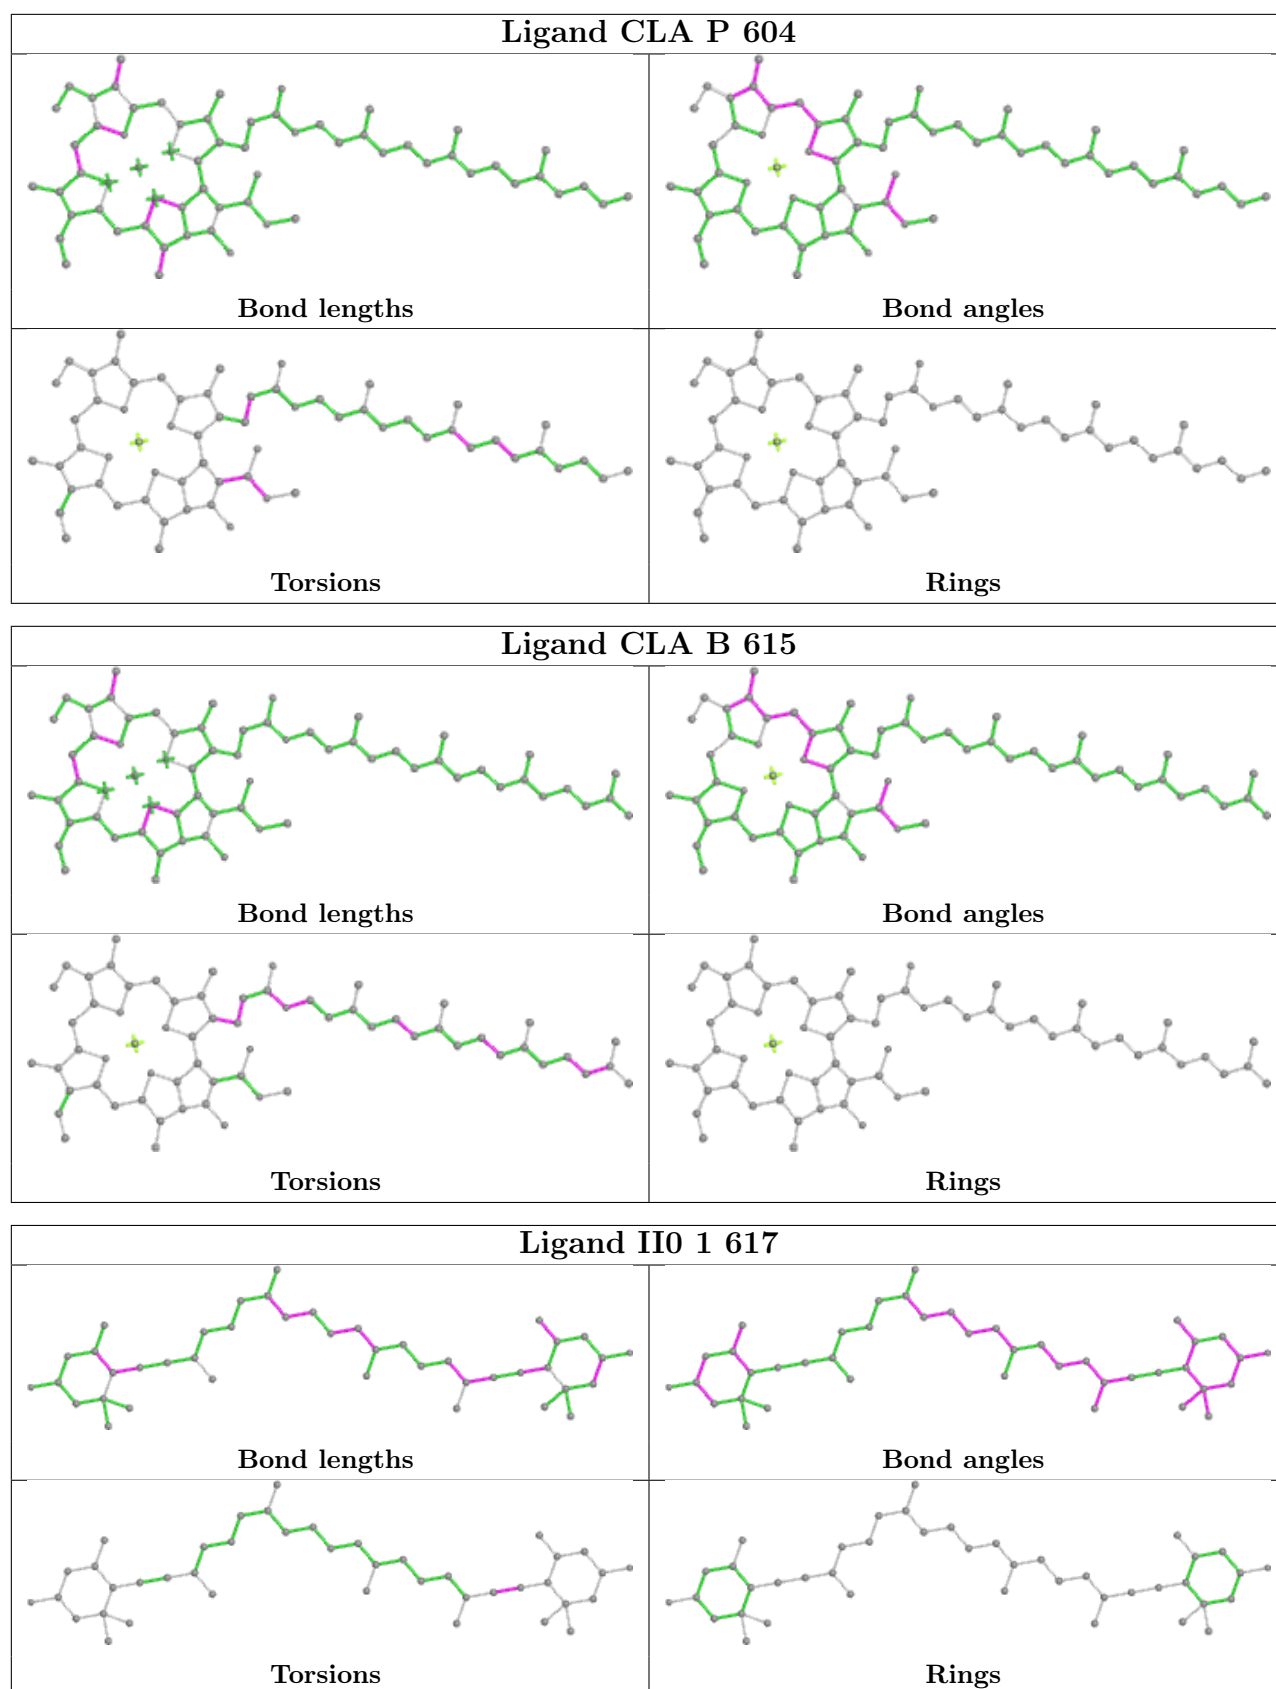 Ligand CLA P 604
Bond lengths
Bond angles
Torsions
Rings
Ligand CLA B 615
Bond lengths
Bond angles
Torsions
Rings
Ligand II0 1 617
Bond lengths
Bond angles
Torsions
Rings